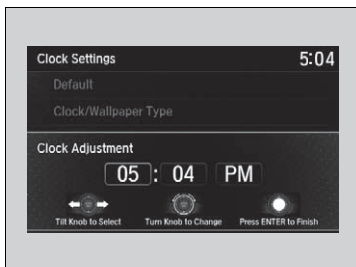 Clock Settings 5:04
Default
Clock/Wallpaper Type
Clock Adjustment
05 : 04 PM
Tilt Knob to Select Turn Knob to Change Press ENTER to Finish